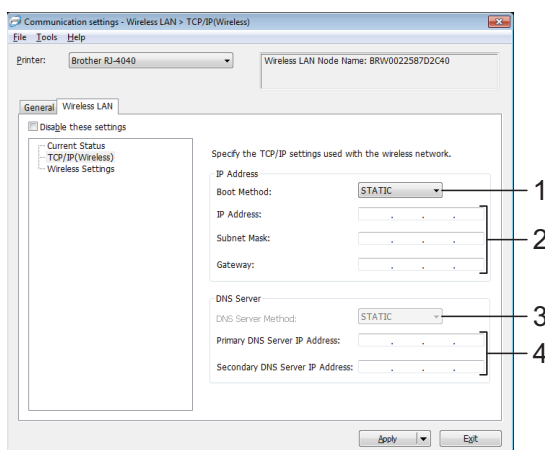 Communication settings - Wireless LAN > TCP/IP(Wireless)
File Tools Help
Printer: Brother RJ-4040 Wireless LAN Node Name: BRW0022587D2C40
General Wireless LAN
Disable these settings
Current Status
TCP/IP(Wireless)
Wireless Settings
Specify the TCP/IP settings used with the wireless network.
IP Address
Boot Method: STATIC 1
IP Address: . . .
Subnet Mask: . . . 2
Gateway: . . .
DNS Server
DNS Server Method: STATIC 3
Primary DNS Server IP Address: . . . 4
Secondary DNS Server IP Address: . . .
Apply Exit